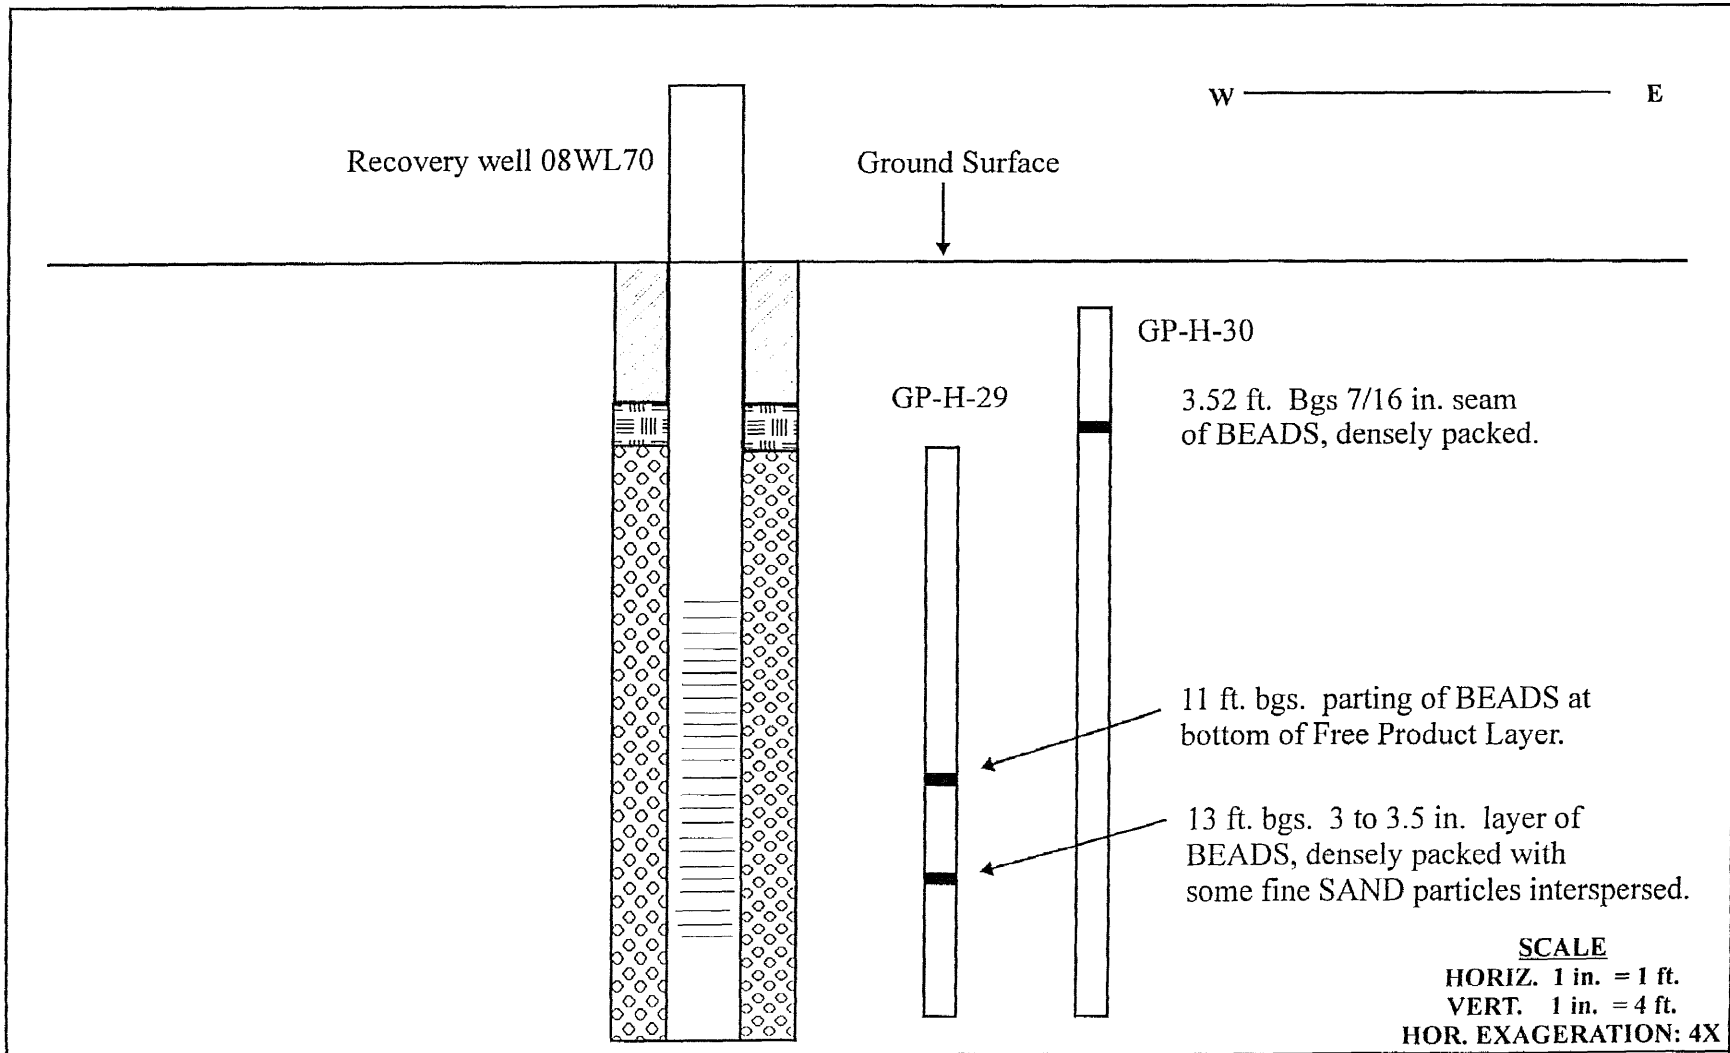 W E
Recovery well 08WL70
Ground Surface
GP-H-30
GP-H-29
3.52 ft. Bgs 7/16 in. seam
of BEADS, densely packed.
11 ft. bgs. parting of BEADS at
bottom of Free Product Layer.
13 ft. bgs. 3 to 3.5 in. layer of
BEADS, densely packed with
some fine SAND particles interspersed.
SCALE
HORIZ. 1 in. = 1 ft.
VERT. 1 in. = 4 ft.
HOR. EXAGERATION: 4X